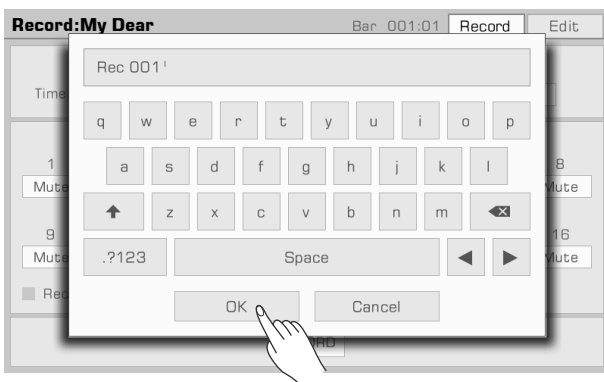 Record:My Dear Bar 001:01 Record Edit
Rec 001
Time
q w e r t y u i o p
1 a s d f g h j k l 8
Mute Mute
z x c v b n m
9 16
Mute .?123 Space Mute
Rec
OK Cancel